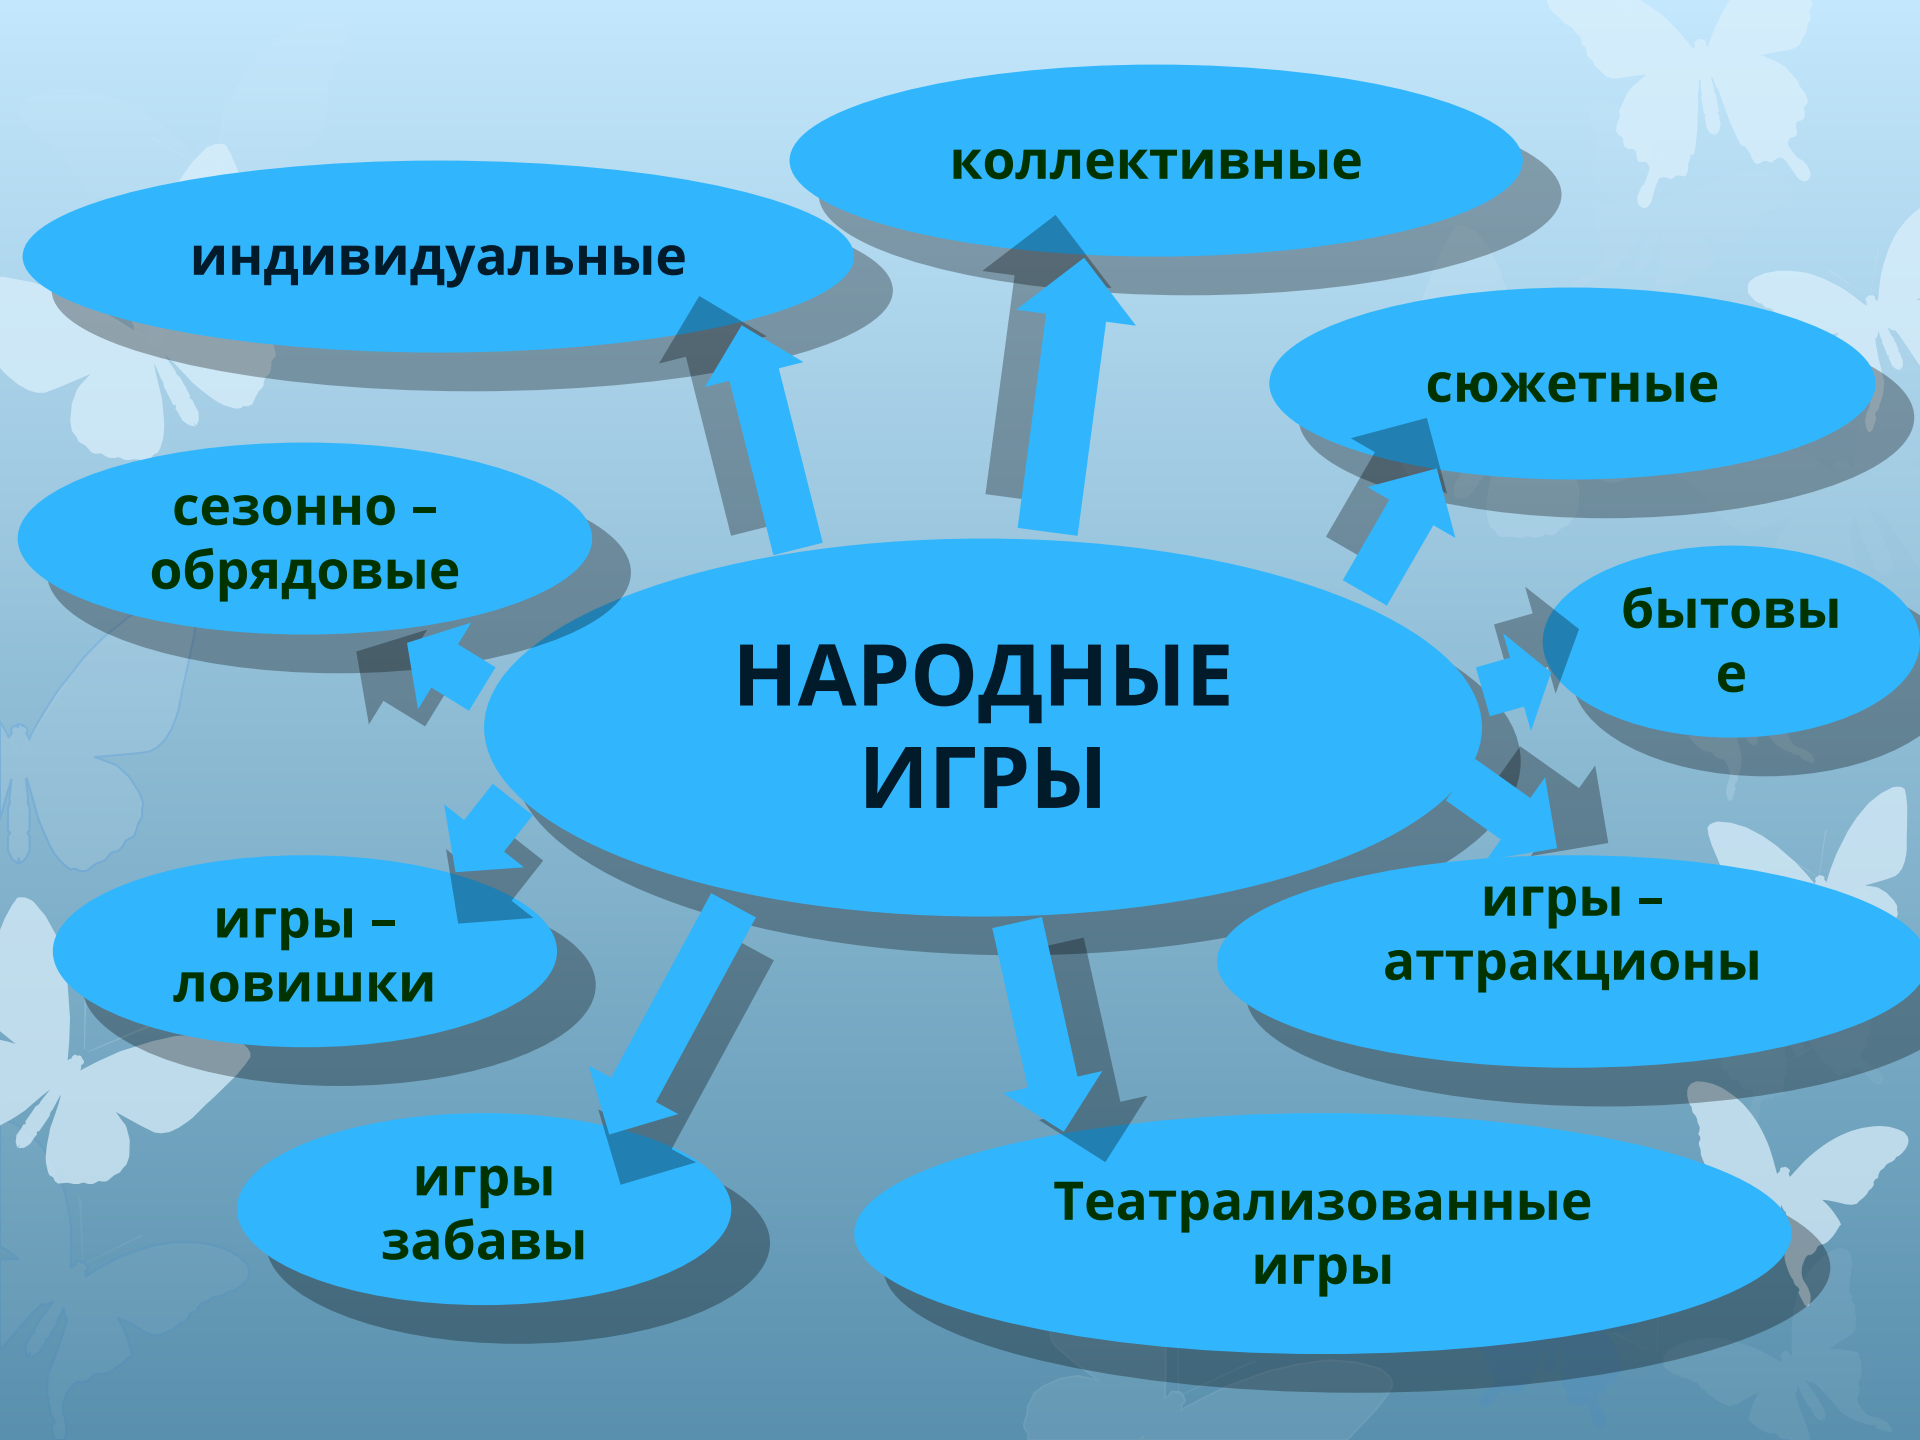 коллективные
индивидуальные
сюжетные
сезонно –
обрядовые
бытовы
е
НАРОДНЫЕ
ИГРЫ
игры –
ловишки
игры –
аттракционы
игры
забавы
Театрализованные
игры